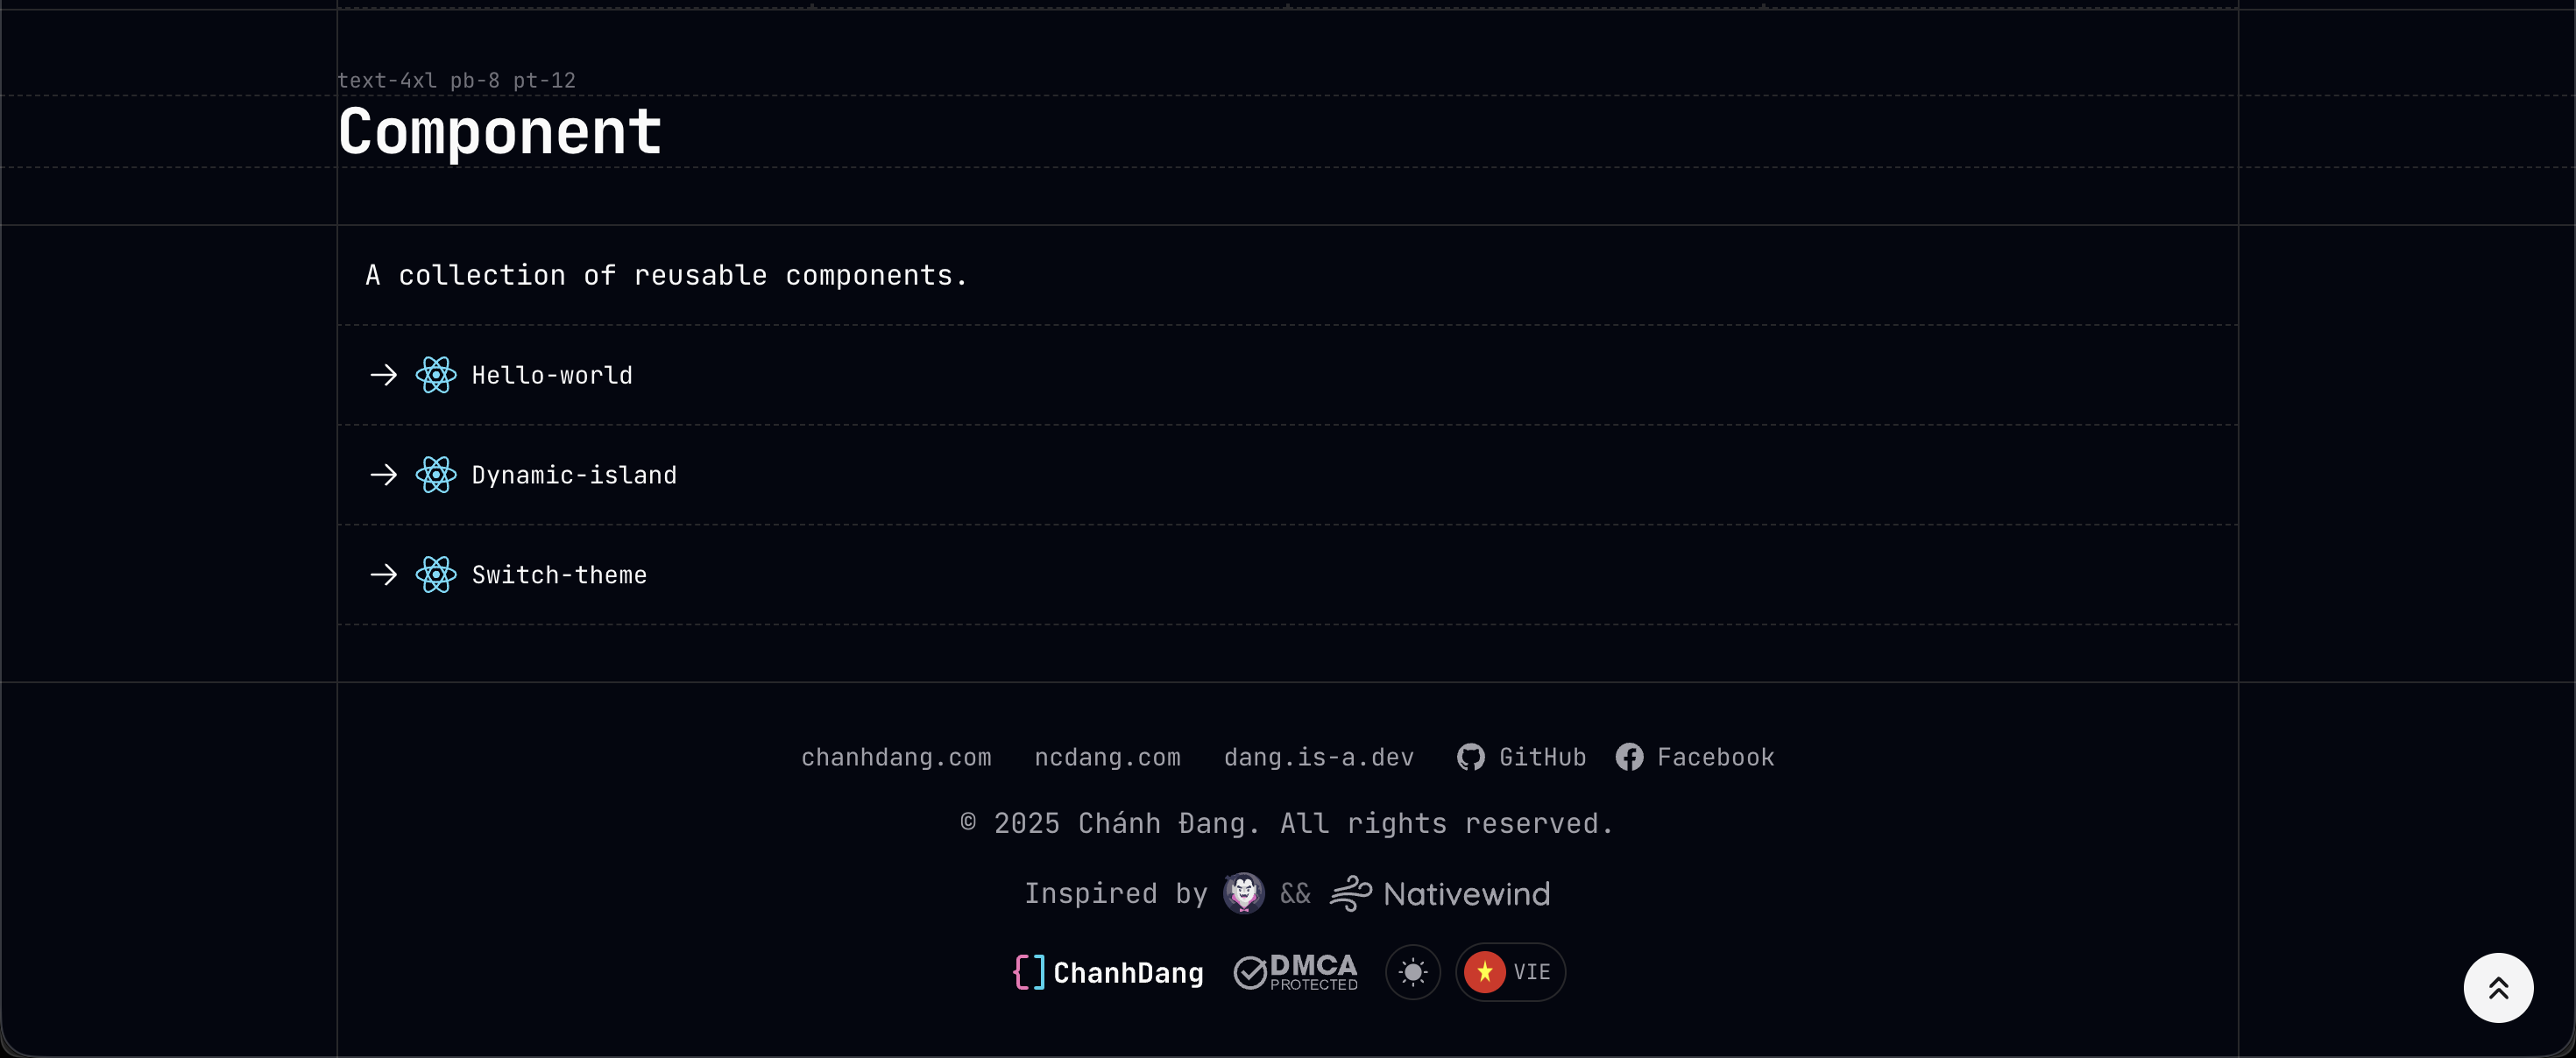 text-4xl pb-8 pt-12
Component
A collection of reusable components.
Hello-world
Dynamic-island
Switch-theme
chanhdang.com ncdang.com dang.is-a.dev GitHub Facebook
© 2025 Chánh Đang. All rights reserved.
Inspired by && Nativewind
{] ChanhDang DMCA PROTECTED VIE